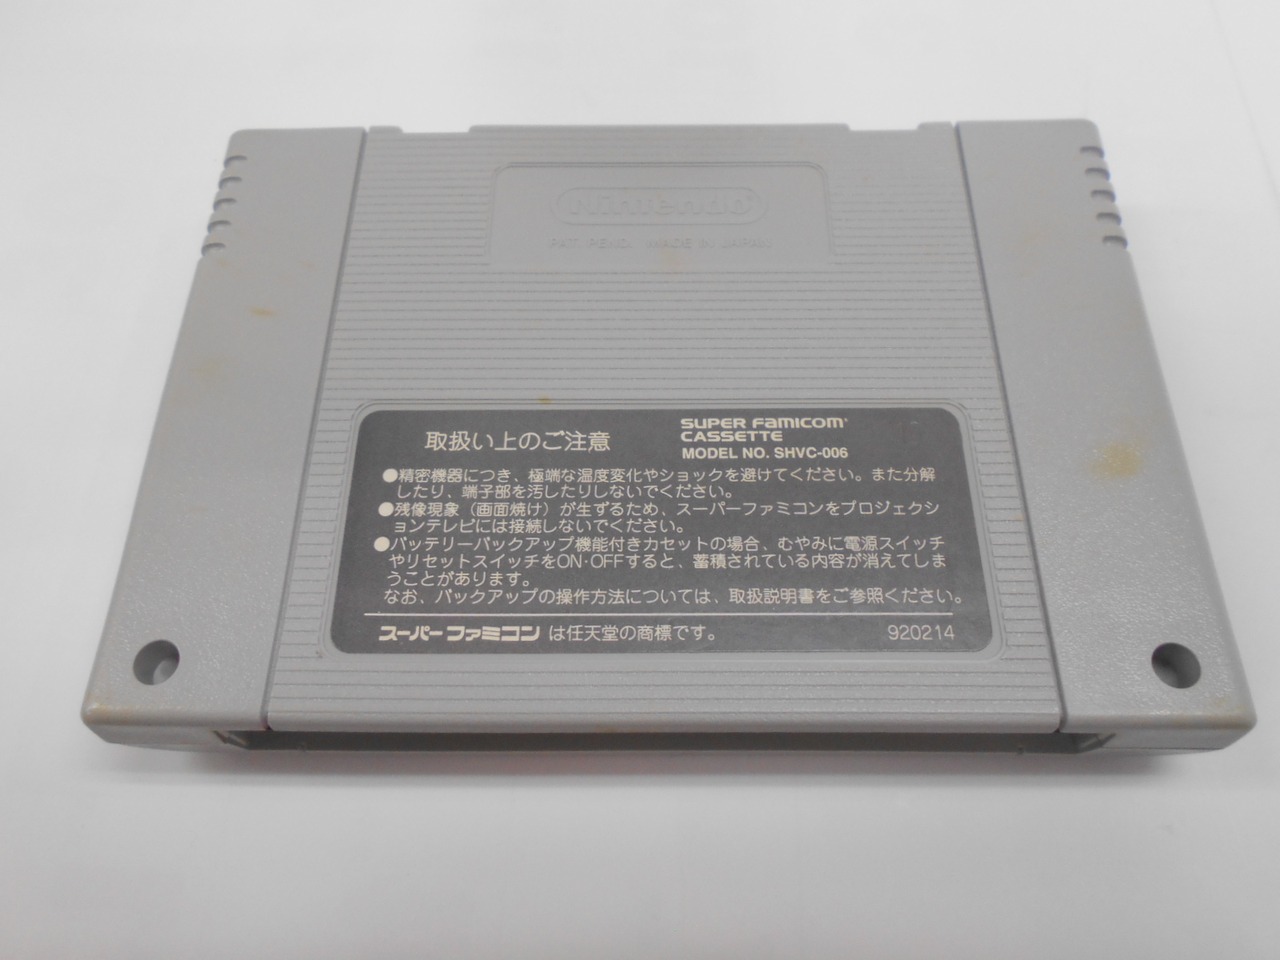 Nintendo
PAT. PEND. MADE IN JAPAN
取扱い上のご注意
SUPER FAMICOM
CASSETTE
MODEL NO. SHVC-006
●精密機器につき、極端な温度変化やショックを避けてください。また分解
したり、端子部を汚したりしないでください。
●残像現象（画面焼け）が生ずるため、スーパーファミコンをプロジェクシ
ョンテレビには接続しないでください。
●バッテリーバックアップ機能付きカセットの場合、むやみに電源スイッチ
やリセットスイッチをON·OFFすると、蓄積されている内容が消えてしま
うことがあります。
なお、バックアップの操作方法については、取扱説明書をご参照ください。
スーパーファミコン は任天堂の商標です。 920214